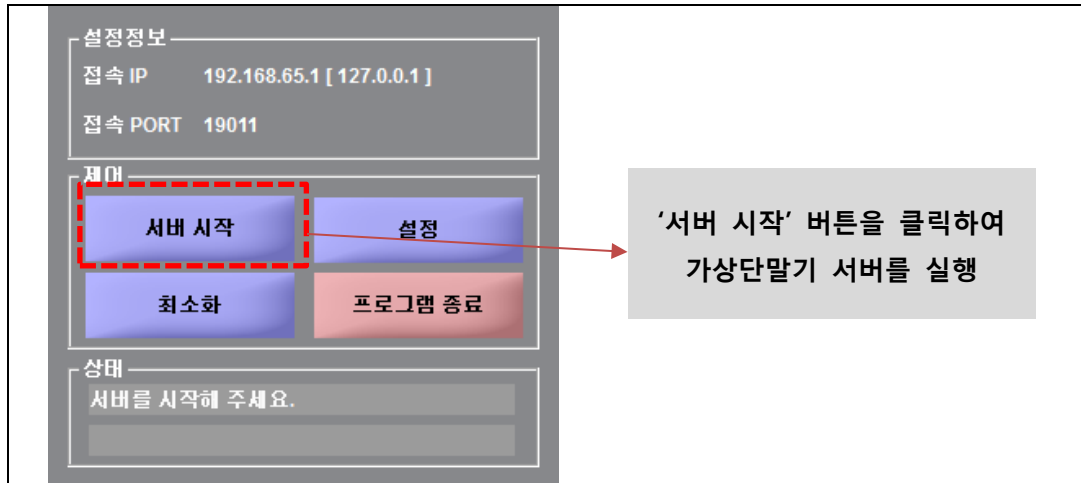 설정정보
접속 IP 192.168.65.1 [ 127.0.0.1 ]
접속 PORT 19011
제어
서버 시작
설정
최소화
프로그램 종료
상태
서버를 시작해 주세요.
‘서버 시작’ 버튼을 클릭하여
가상단말기 서버를 실행